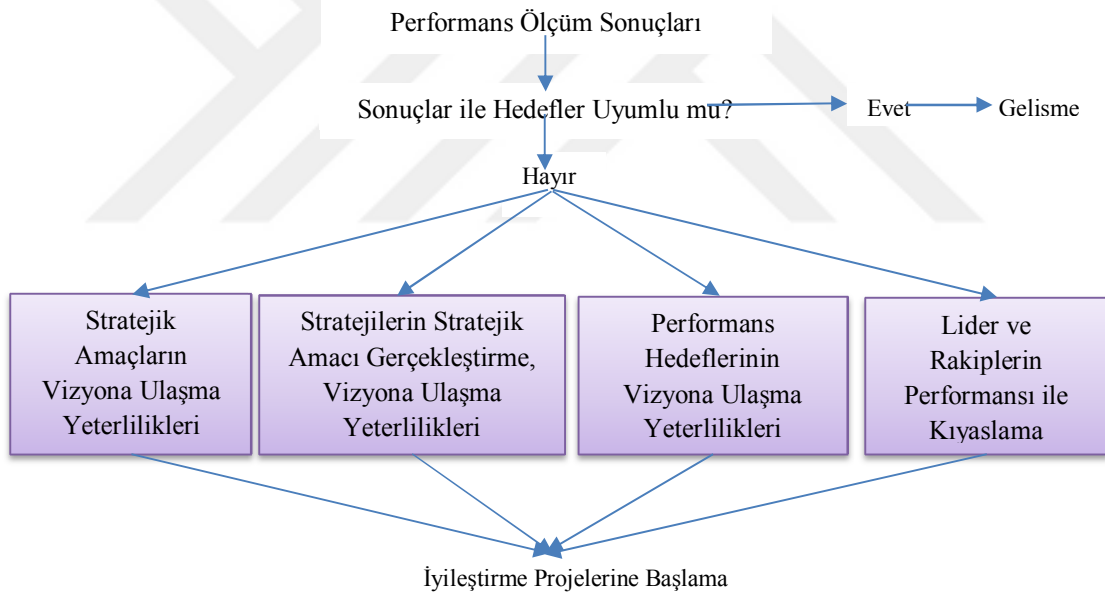 Performans Ölçüm Sonuçları
Sonuçlar ile Hedefler Uyumlu mu?
Evet
Gelisme
Hayır
Stratejik
Amaçların
Vizyona Ulaşma
Yeterlilikleri
Stratejilerin Stratejik
Amacı Gerçekleştirme,
Vizyona Ulaşma
Yeterlilikleri
Performans
Hedeflerinin
Vizyona Ulaşma
Yeterlilikleri
Lider ve
Rakiplerin
Performansı ile
Kıyaslama
İyileştirme Projelerine Başlama